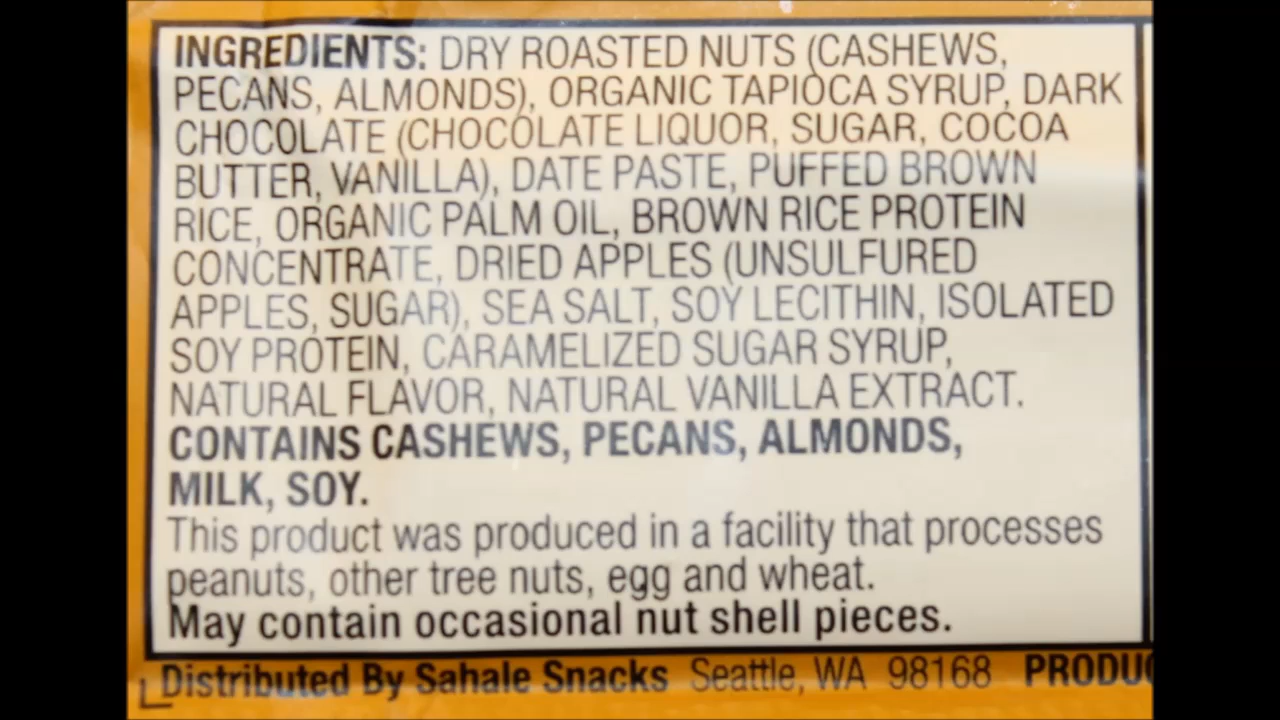 INGREDIENTS: DRY ROASTED NUTS (CASHEWS,
PECANS, ALMONDS), ORGANIC TAPIOCA SYRUP, DARK
CHOCOLATE (CHOCOLATE LIQUOR, SUGAR, COCOA
BUTTER, VANILLA), DATE PASTE, PUFFED BROWN
RICE, ORGANIC PALM OIL, BROWN RICE PROTEIN
CONCENTRATE, DRIED APPLES (UNSULFURED
APPLES, SUGAR), SEA SALT, SOY LECITHIN, ISOLATED
SOY PROTEIN, CARAMELIZED SUGAR SYRUP,
NATURAL FLAVOR, NATURAL VANILLA EXTRACT.
CONTAINS CASHEWS, PECANS, ALMONDS,
MILK, SOY.
This product was produced in a facility that processes
peanuts, other tree nuts, egg and wheat.
May contain occasional nut shell pieces.
Distributed By Sahale Snacks Seattle, WA 98168 PRODUC